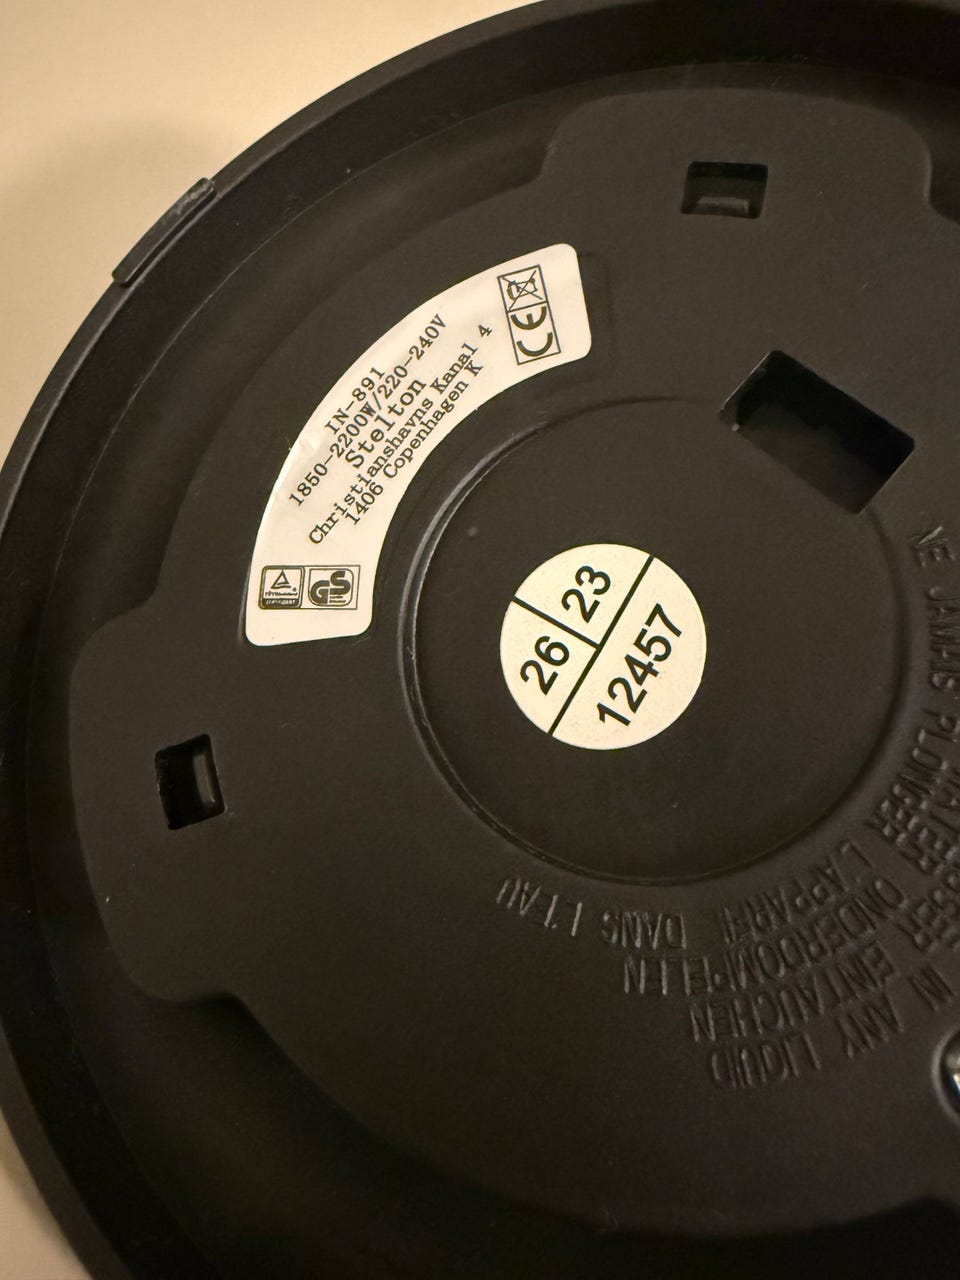 IN-891
1850-2200W/220-240V
Stelton
Christianshavns Kanal 4
1406 Copenhagen K
CE
GS
26 23
12457
NE JAMAIS PLONGER L'APPAREIL DANS L'EAU
WATER ONDERDOMPELEN
EINTAUCHEN
IN ANY LIQUID